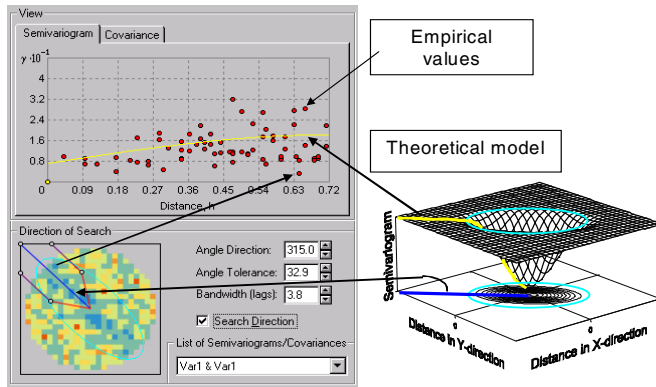 View
Semivariogram Covariance
γ·10⁻¹
4
3.2
2.4
1.6
0.8
0 0.09 0.18 0.27 0.36 0.45 0.54 0.63 0.72
Distance, h
Empirical
values
Theoretical model
Direction of Search
Angle Direction: 315.0
Angle Tolerance: 32.9
Bandwidth (lags): 3.8
Search Direction
List of Semivariograms/Covariances
Var1 & Var1
Semivariogram
0
Distance in Y-direction
0
Distance in X-direction